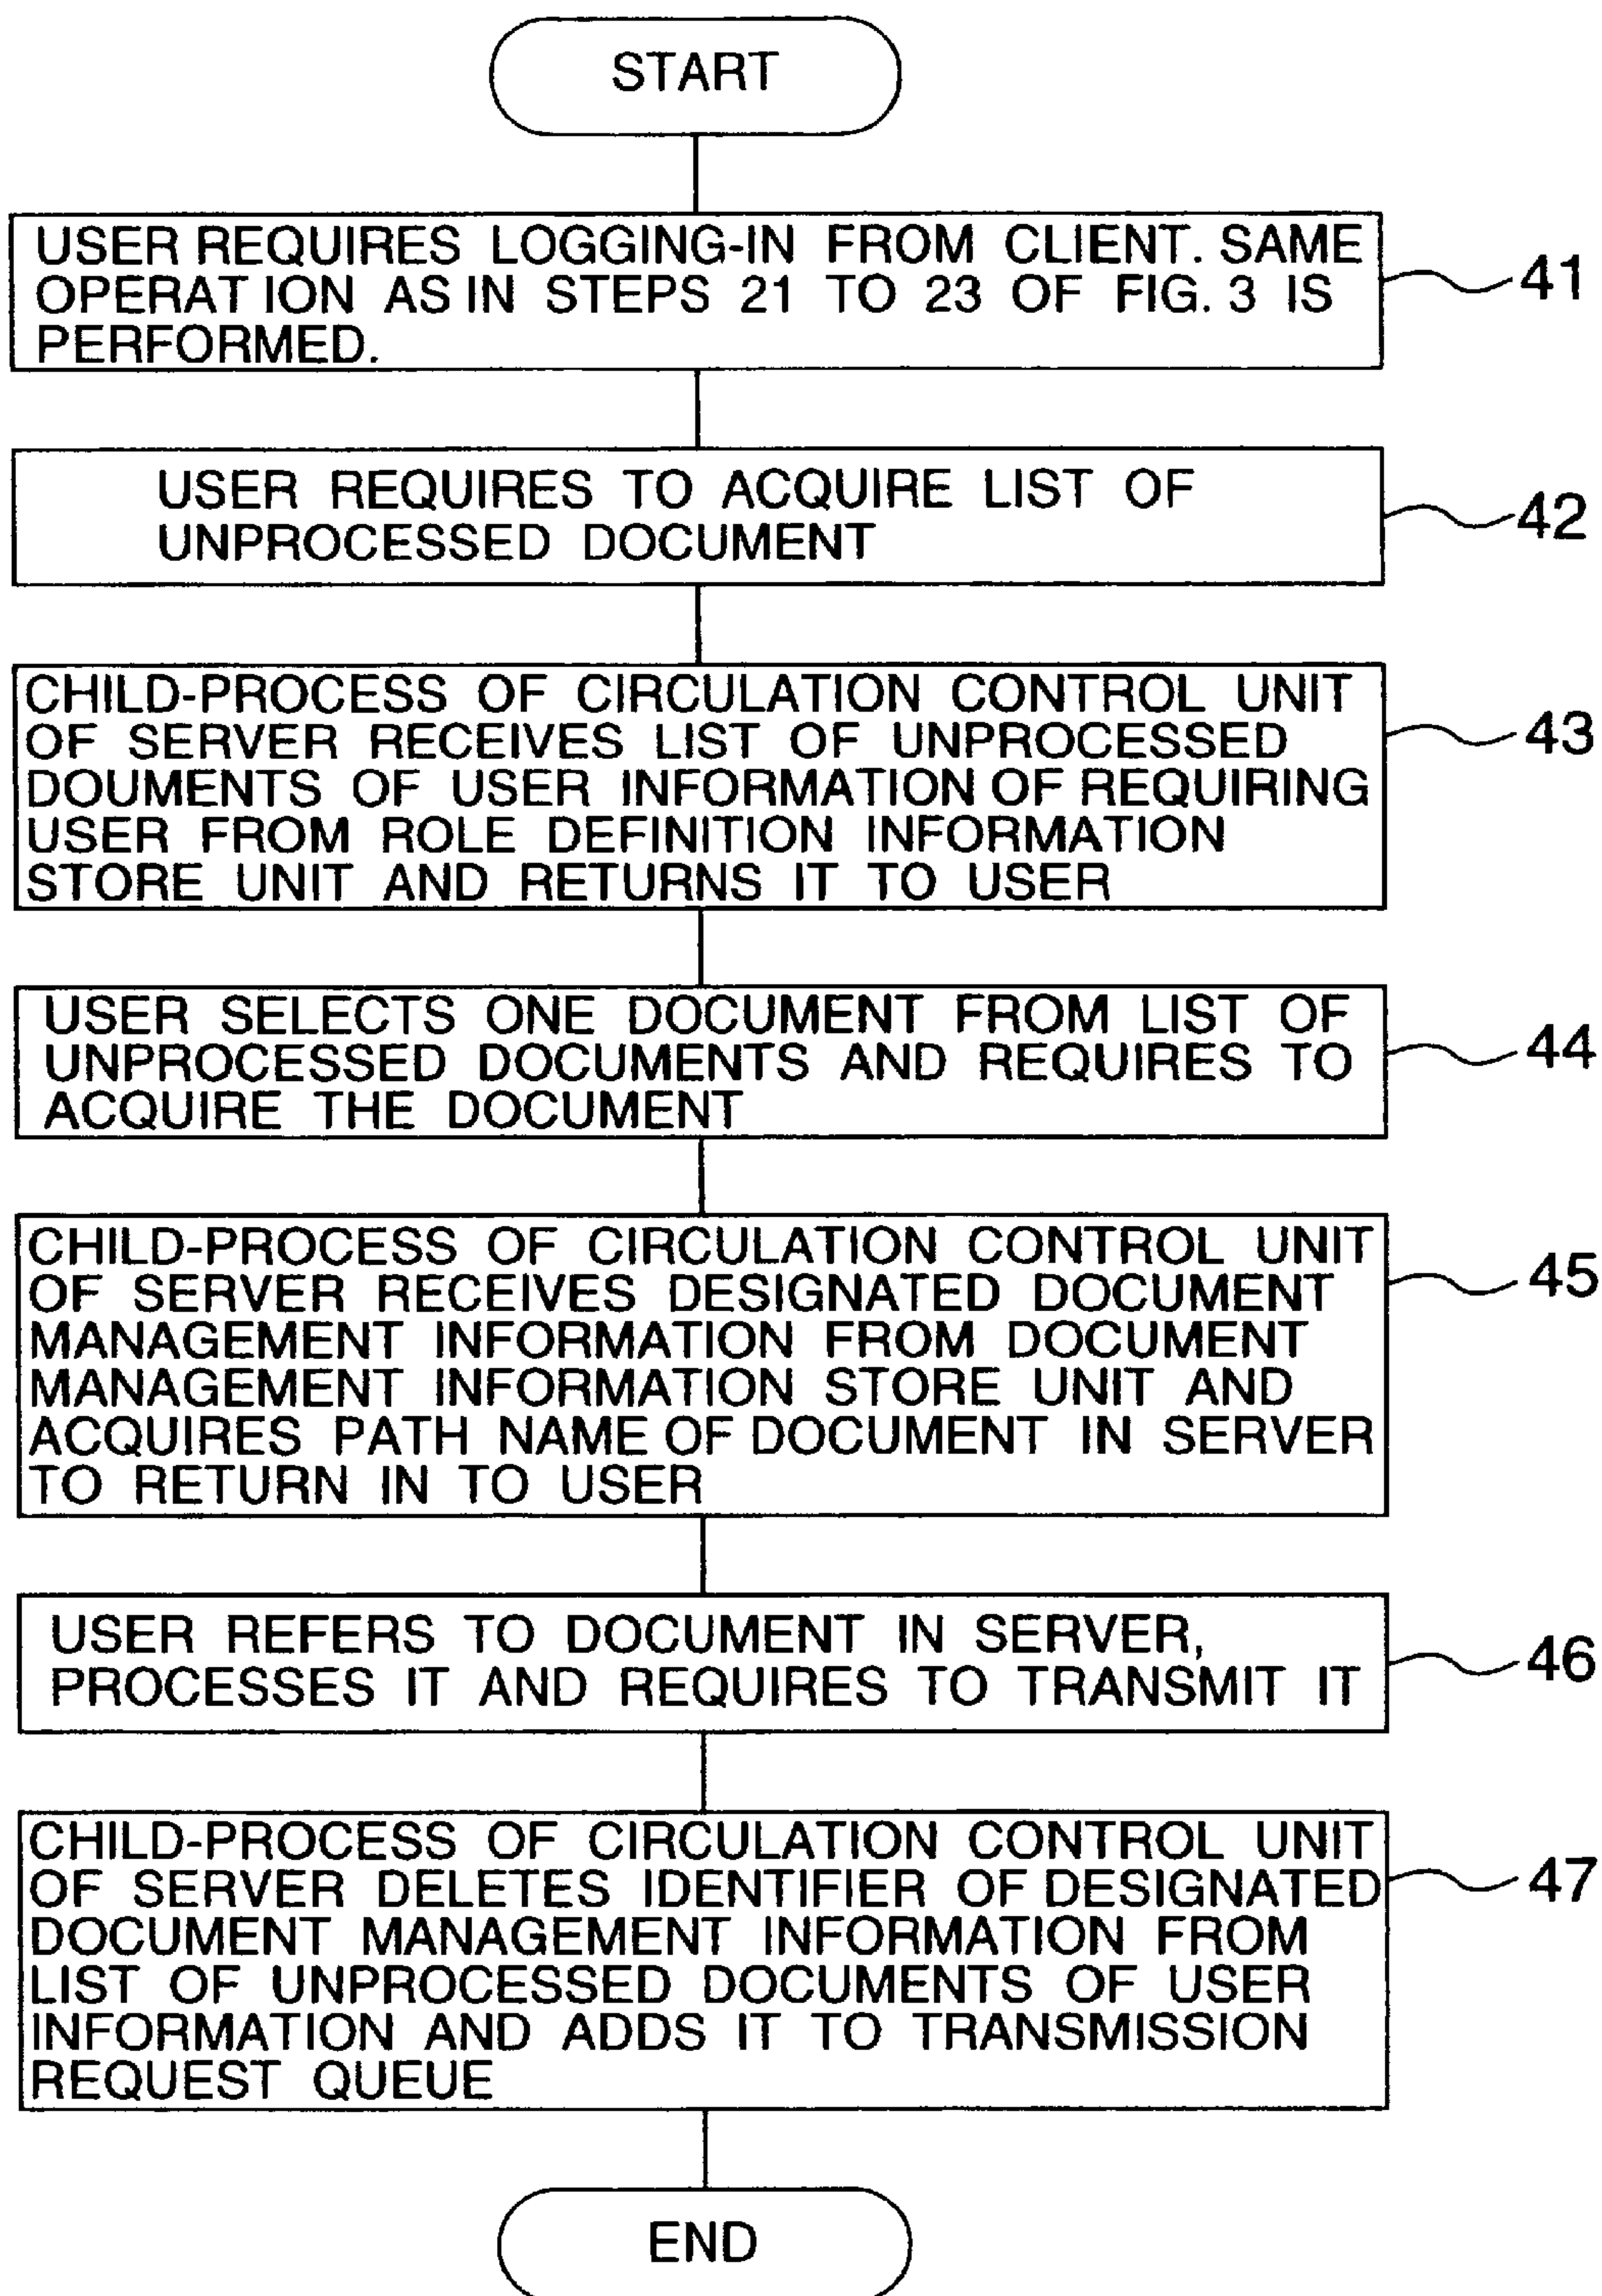 START
USER REQUIRES LOGGING-IN FROM CLIENT. SAME
OPERAT ION AS IN STEPS 21 TO 23 OF FIG. 3 IS
PERFORMED.
41
USER REQUIRES TO ACQUIRE LIST OF
UNPROCESSED DOCUMENT
42
CHILD-PROCESS OF CIRCULATION CONTROL UNIT
OF SERVER RECEIVES LIST OF UNPROCESSED
DOUMENTS OF USER INFORMATION OF REQUIRING
USER FROM ROLE DEFINITION INFORMATION
STORE UNIT AND RETURNS IT TO USER
43
USER SELECTS ONE DOCUMENT FROM LIST OF
UNPROCESSED DOCUMENTS AND REQUIRES TO
ACQUIRE THE DOCUMENT
44
CHILD-PROCESS OF CIRCULATION CONTROL UNIT
OF SERVER RECEIVES DESIGNATED DOCUMENT
MANAGEMENT INFORMATION FROM DOCUMENT
MANAGEMENT INFORMATION STORE UNIT AND
ACQUIRES PATH NAME OF DOCUMENT IN SERVER
TO RETURN IN TO USER
45
USER REFERS TO DOCUMENT IN SERVER,
PROCESSES IT AND REQUIRES TO TRANSMIT IT
46
CHILD-PROCESS OF CIRCULATION CONTROL UNIT
OF SERVER DELETES IDENTIFIER OF DESIGNATED
DOCUMENT MANAGEMENT INFORMATION FROM
LIST OF UNPROCESSED DOCUMENTS OF USER
INFORMATION AND ADDS IT TO TRANSMISSION
REQUEST QUEUE
47
END